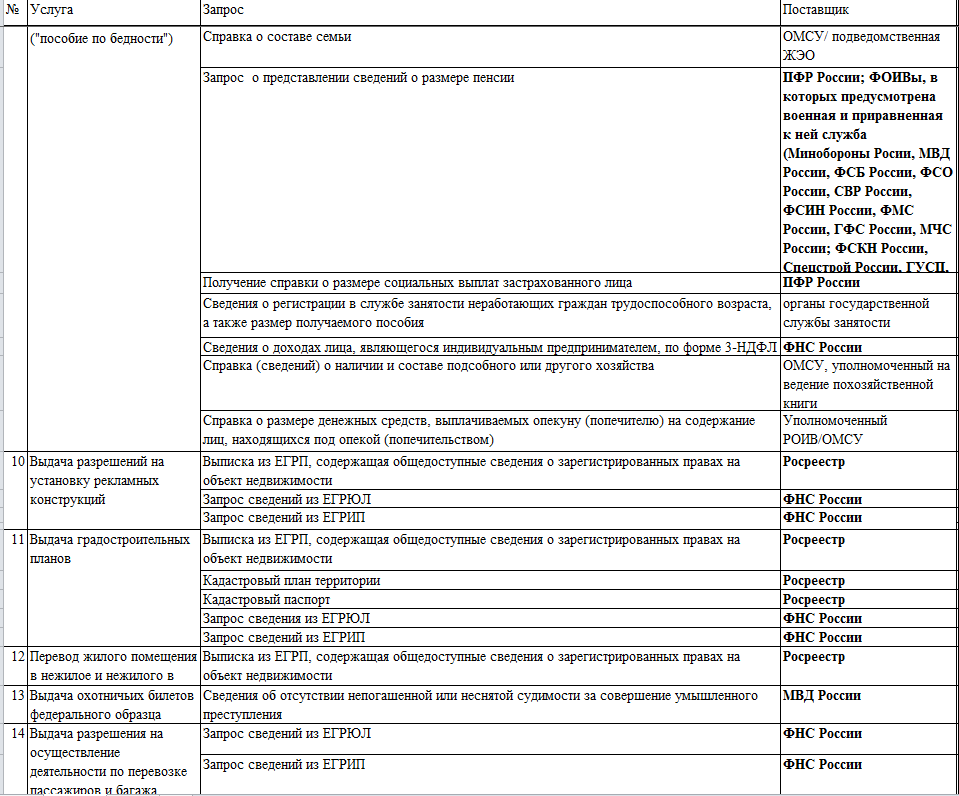 № Услуга Запрос Поставщик
("пособие по бедности") Справка о составе семьи ОМСУ/ подведомственная
ЖЭО
Запрос о представлении сведений о размере пенсии ПФР России; ФОИВы, в
которых предусмотрена
военная и приравненная
к ней служба
(Минобороны Росии, МВД
России, ФСБ России, ФСО
России, СВР России,
ФСИН России, ФМС
России, ГФС России, МЧС
России; ФСКН России,
Спецстрой России, ГУСП,
Получение справки о размере социальных выплат застрахованного лица ПФР России
Сведения о регистрации в службе занятости неработающих граждан трудоспособного возраста, органы государственной
а также размер получаемого пособия службы занятости
Сведения о доходах лица, являющегося индивидуальным предпринимателем, по форме 3-НДФЛ ФНС России
Справка (сведений) о наличии и составе подсобного или другого хозяйства ОМСУ, уполномоченный на
ведение похозяйственной
книги
Справка о размере денежных средств, выплачиваемых опекуну (попечителю) на содержание Уполномоченный
лиц, находящихся под опекой (попечительством) РОИВ/ОМСУ
10 Выдача разрешений на Выписка из ЕГРП, содержащая общедоступные сведения о зарегистрированных правах на Росреестр
установку рекламных объект недвижимости
конструкций Запрос сведений из ЕГРЮЛ ФНС России
Запрос сведений из ЕГРИП ФНС России
11 Выдача градостроительных Выписка из ЕГРП, содержащая общедоступные сведения о зарегистрированных правах на Росреестр
планов объект недвижимости
Кадастровый план территории Росреестр
Кадастровый паспорт Росреестр
Запрос сведения из ЕГРЮЛ ФНС России
Запрос сведений из ЕГРИП ФНС России
12 Перевод жилого помещения Выписка из ЕГРП, содержащая общедоступные сведения о зарегистрированных правах на Росреестр
в нежилое и нежилого в объект недвижимости
13 Выдача охотничьих билетов Сведения об отсутствии непогашенной или неснятой судимости за совершение умышленного МВД России
федерального образца преступления
14 Выдача разрешения на Запрос сведений из ЕГРЮЛ ФНС России
осуществление
деятельности по перевозке Запрос сведений из ЕГРИП ФНС России
пассажиров и багажа